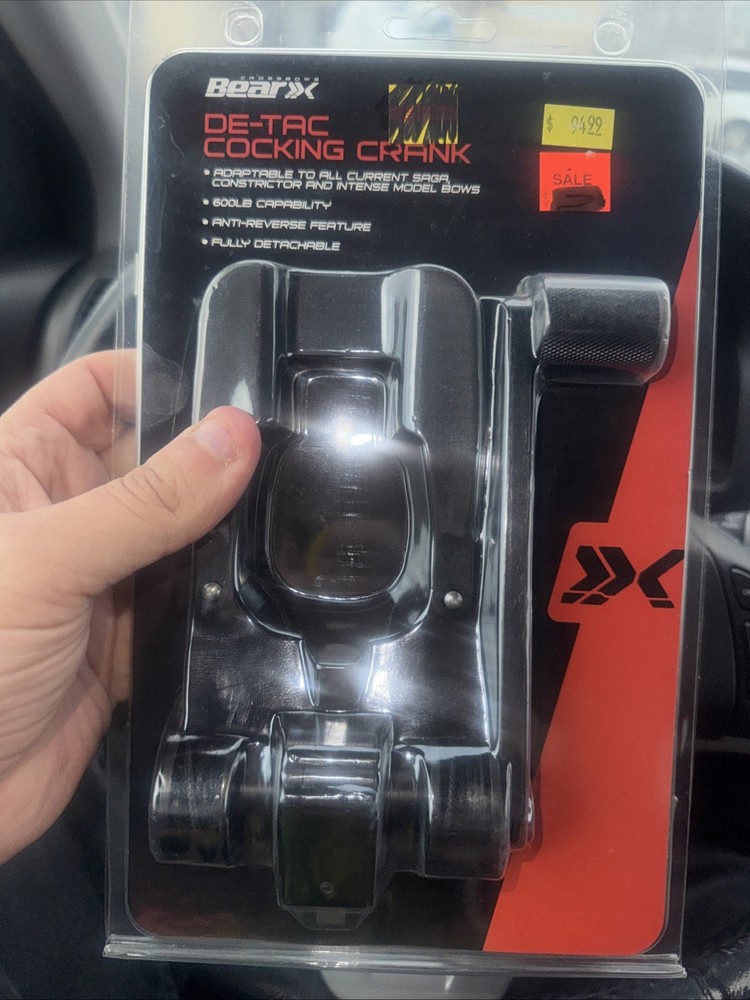 CROSSBOWS
BearX
DE-TAC
COCKING CRANK
• ADAPTABLE TO ALL CURRENT SAGA,
CONSTRICTOR AND INTENSE MODEL BOWS
• 600LB CAPABILITY
• ANTI-REVERSE FEATURE
• FULLY DETACHABLE
$ 94.99
SALE
$